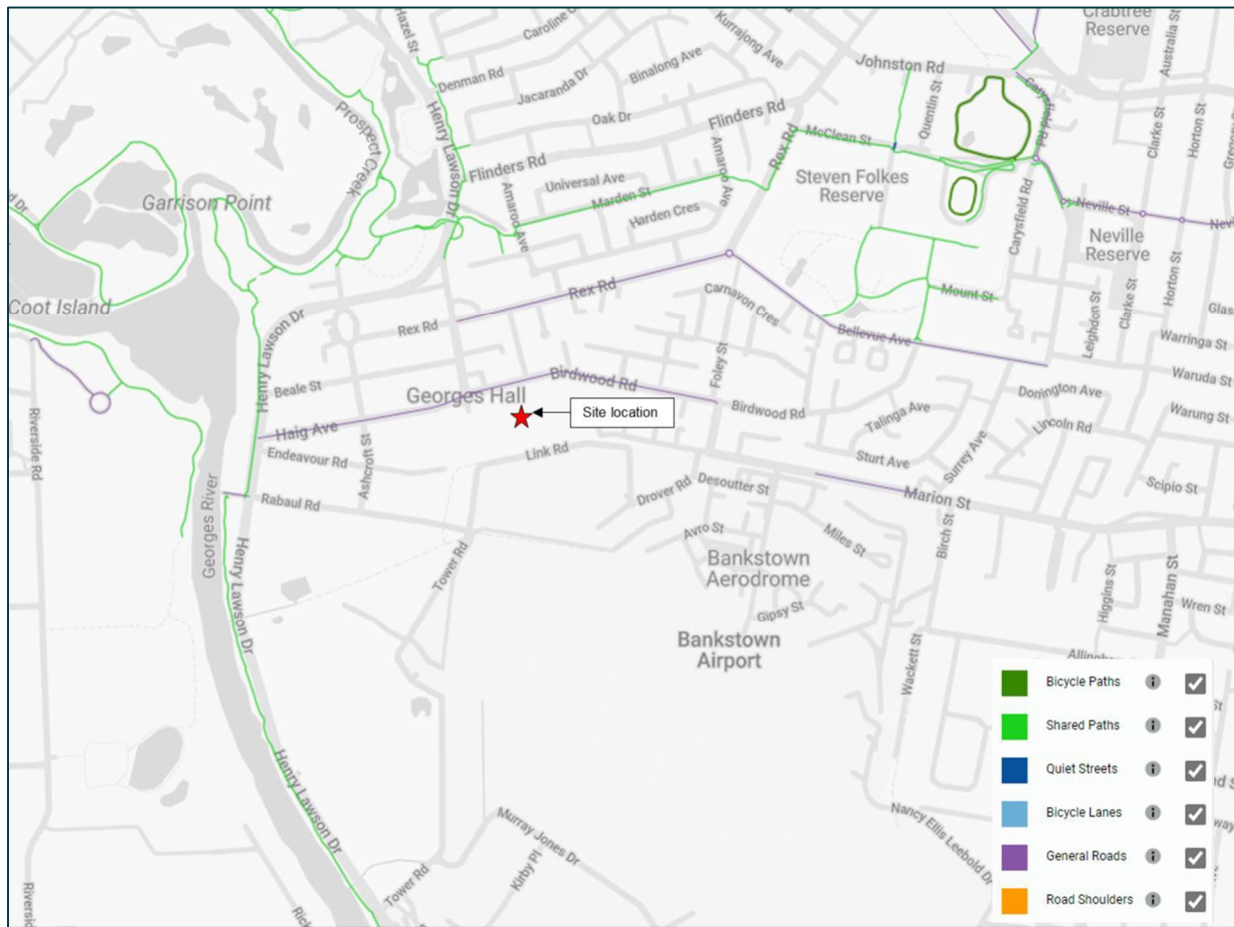 Crabtree
Reserve
Australia St
Hazel St
Caroline
Kurrajong Ave
Johnston Rd
Denman Rd
Jacaranda Dr
Binalong Ave
Carysfield Rd
Prospect Creek
Henry Lawson Dr
Oak Dr
Flinders Rd
Quentin St
Clarke St
Horton St
Flinders Rd
Rex Rd
McClean St
Amaroo Ave
Universal Ave
Steven Folkes
Reserve
Garrison Point
Amaroo Ave
Marden St
Harden Cres
Carysfield Rd
Neville St
Neville
Reserve
Coot Island
Rex Rd
Carnavon Cres
Mount St
Horton St
Clarke St
Leighdon St
Rex Rd
Henry Lawson Dr
Bellevue Ave
Warringa St
Foley St
Beale St
Georges Hall
Birdwood Rd
Waruda St
Donington Ave
Site location
Birdwood Rd
Talinga Ave
Warung St
Riverside Rd
Haig Ave
Lincoln Rd
Endeavour Rd
Ashcroft St
Link Rd
Sturt Ave
Surrey Ave
Scipio St
Rabaul Rd
Drover Rd
Desoutter St
Marion St
Georges River
Avro St
Miles St
Birch St
Henry Lawson Dr
Tower Rd
Bankstown
Aerodrome
Higgins St
Manahan St
Gipsy St
Wren St
Bankstown
Airport
Wackett St
Bicycle Paths
Shared Paths
Quiet Streets
Bicycle Lanes
General Roads
Road Shoulders
Henry Lawson Dr
Murray Jones Dr
Nancy Ellis Leebold Dr
Kirby Pl
Tower Rd